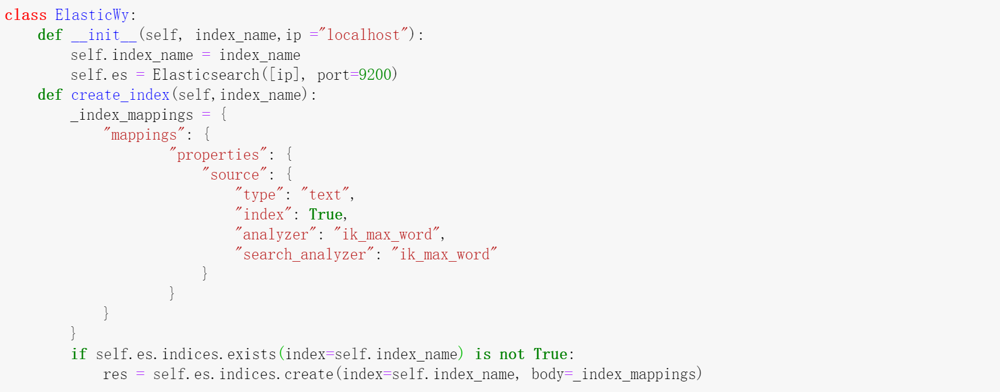 class ElasticWy:
    def __init__(self, index_name,ip ="localhost"):
        self.index_name = index_name
        self.es = Elasticsearch([ip], port=9200)
    def create_index(self,index_name):
        _index_mappings = {
            "mappings": {
                    "properties": {
                        "source": {
                            "type": "text",
                            "index": True,
                            "analyzer": "ik_max_word",
                            "search_analyzer": "ik_max_word"
                        }
                    }
            }
        }
        if self.es.indices.exists(index=self.index_name) is not True:
            res = self.es.indices.create(index=self.index_name, body=_index_mappings)